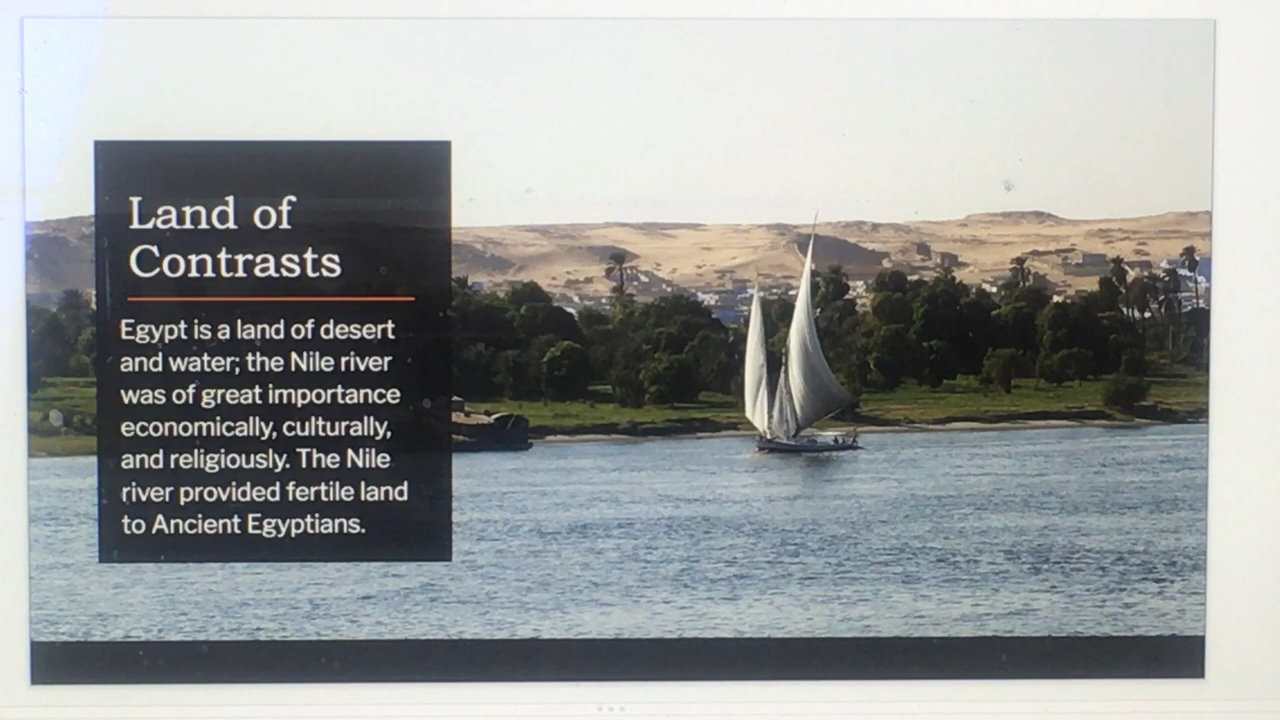 Land of
Contrasts
Egypt is a land of desert
and water; the Nile river
was of great importance
economically, culturally,
and religiously. The Nile
river provided fertile land
to Ancient Egyptians.